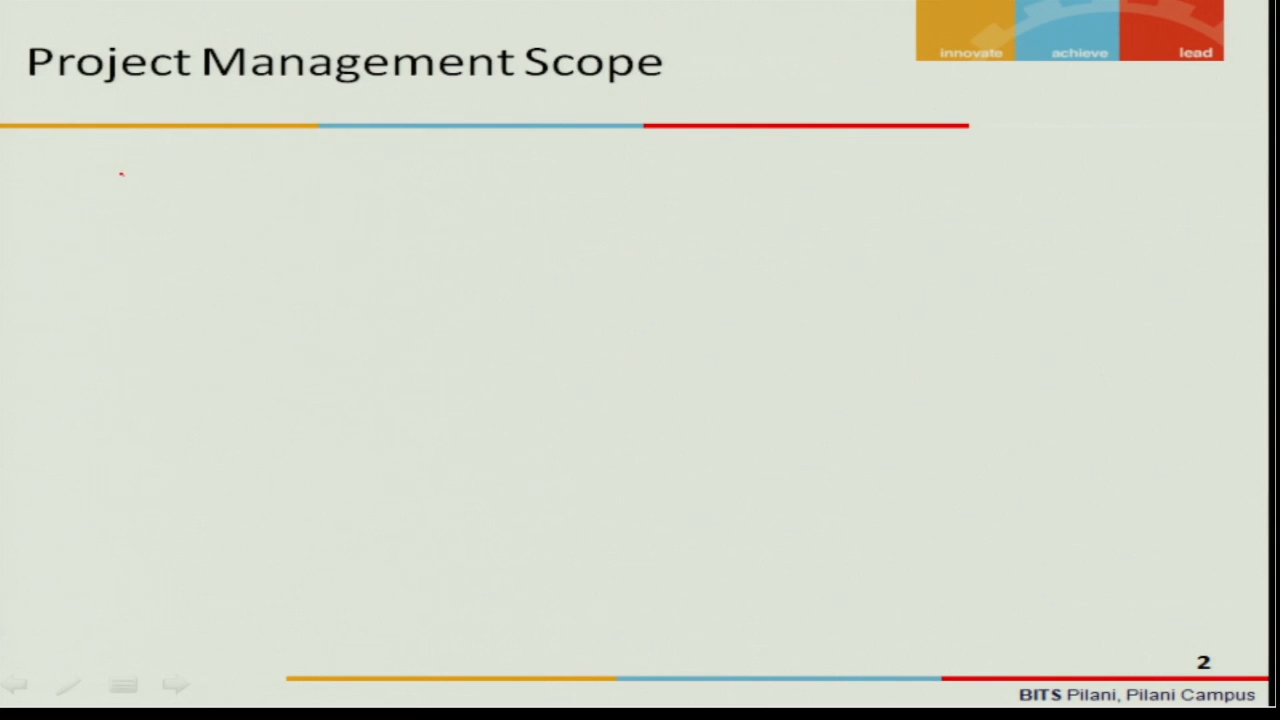 Project Management Scope
innovate achieve lead
2
BITS Pilani, Pilani Campus